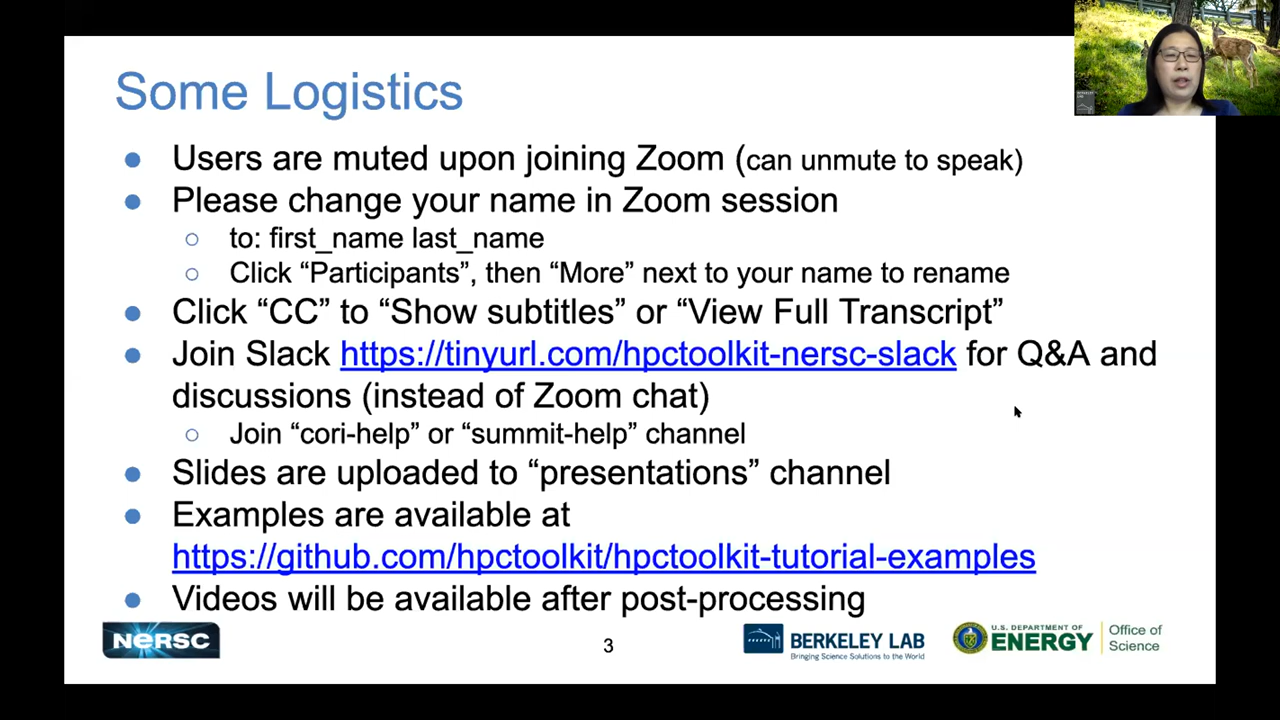 Some Logistics
● Users are muted upon joining Zoom (can unmute to speak)
● Please change your name in Zoom session
○ to: first_name last_name
○ Click “Participants”, then “More” next to your name to rename
● Click “CC” to “Show subtitles” or “View Full Transcript”
● Join Slack https://tinyurl.com/hpctoolkit-nersc-slack for Q&A and
discussions (instead of Zoom chat)
○ Join “cori-help” or “summit-help” channel
● Slides are uploaded to “presentations” channel
● Examples are available at
https://github.com/hpctoolkit/hpctoolkit-tutorial-examples
● Videos will be available after post-processing
NERSC
3
BERKELEY LAB
Bringing Science Solutions to the World
U.S. DEPARTMENT OF
ENERGY
Office of
Science